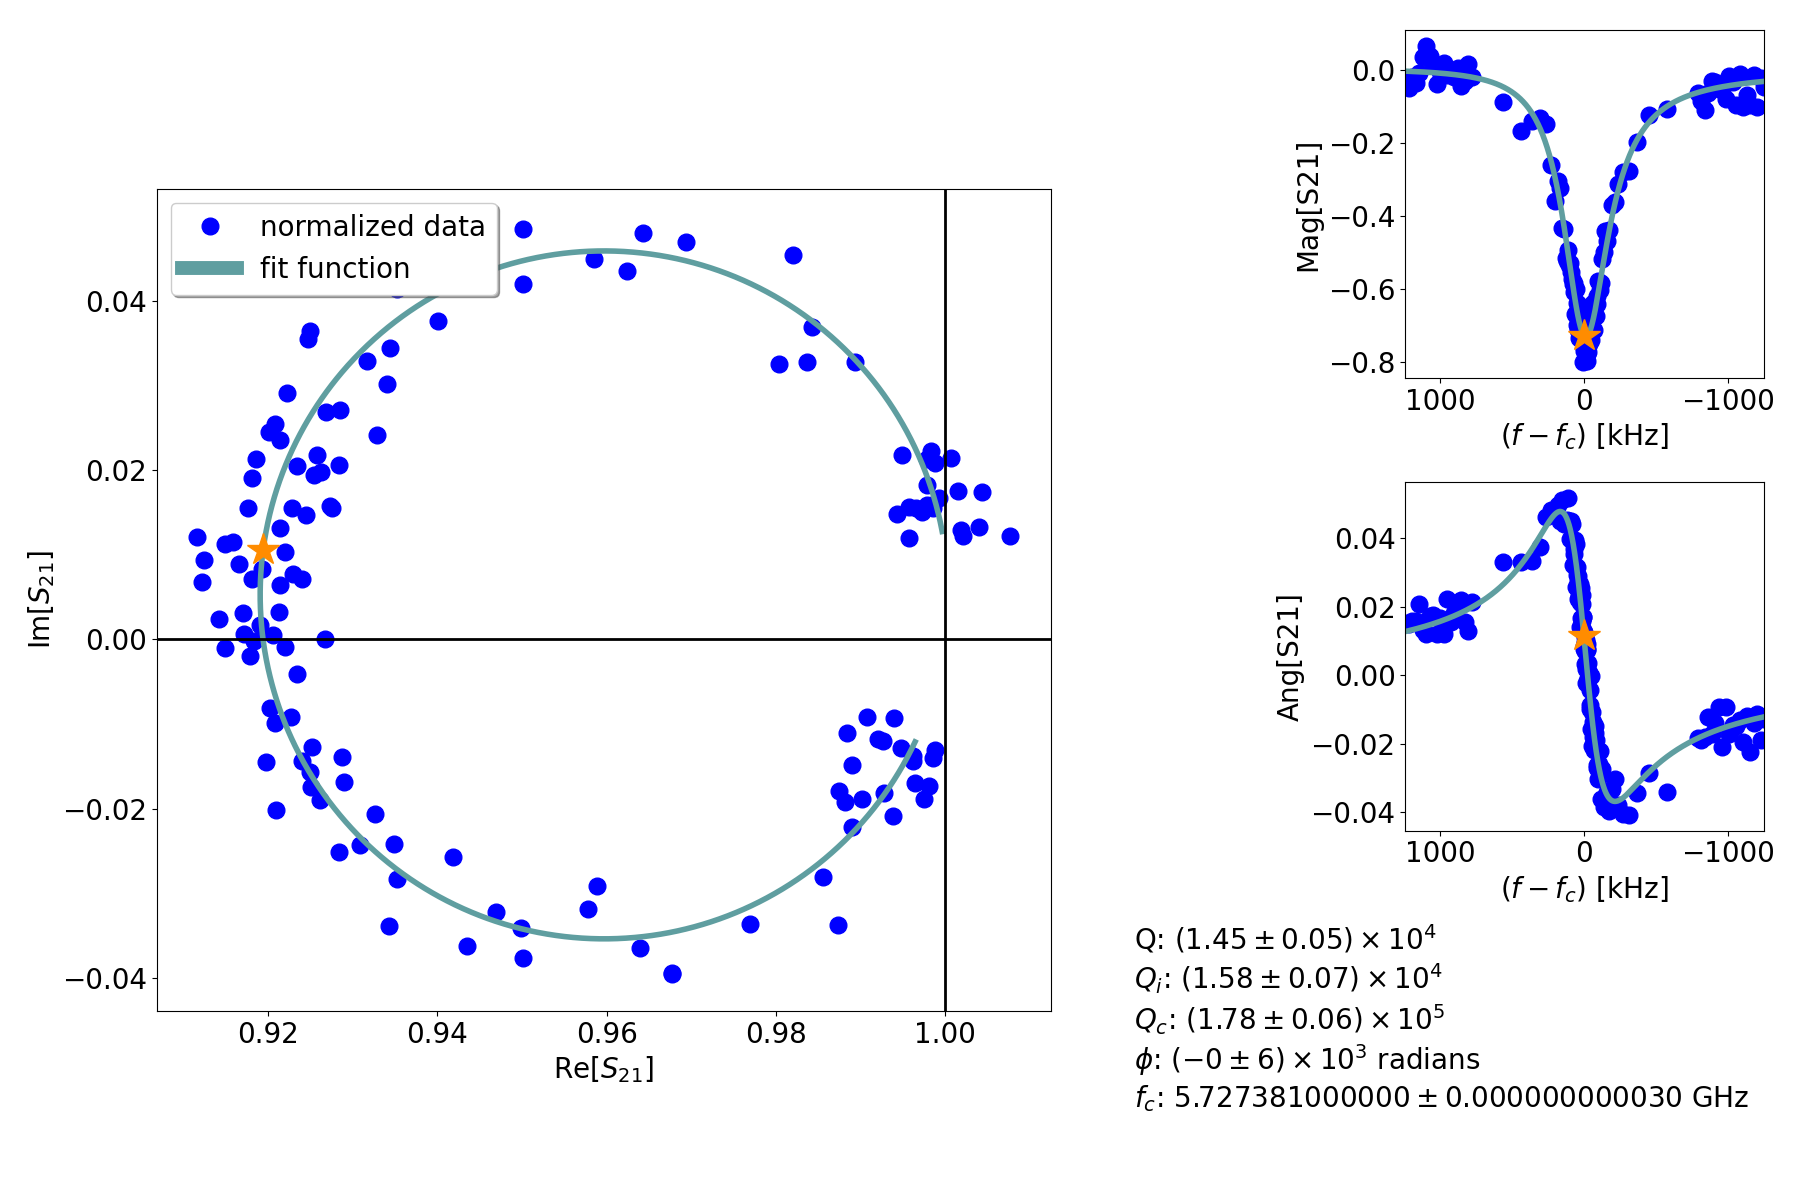 normalized data
fit function
0.04
0.02
0.00
−0.02
−0.04
Im[S21]
0.92
0.94
0.96
0.98
1.00
Re[S21]
0.0
−0.2
−0.4
−0.6
−0.8
Mag[S21]
1000
0
−1000
(f − fc) [kHz]
0.04
0.02
0.00
−0.02
−0.04
Ang[S21]
1000
0
−1000
(f − fc) [kHz]
Q: (1.45 ± 0.05) × 10^4
Qi: (1.58 ± 0.07) × 10^4
Qc: (1.78 ± 0.06) × 10^5
ϕ: (−0 ± 6) × 10^3 radians
fc: 5.727381000000 ± 0.000000000030 GHz